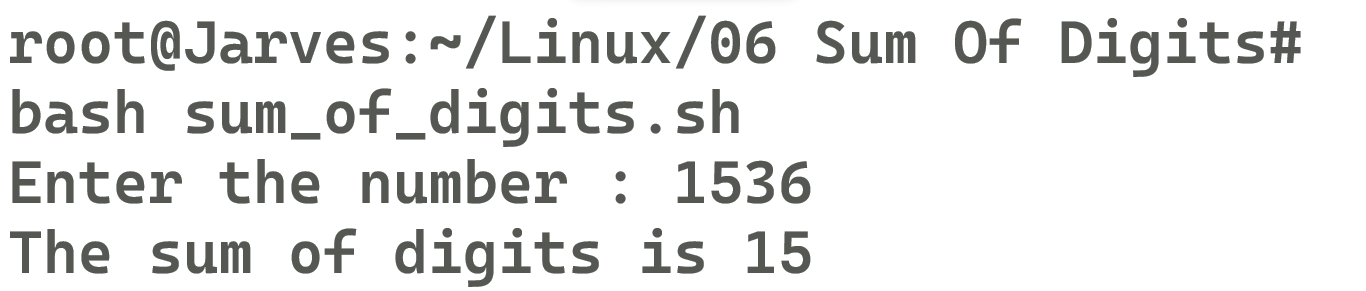 root@Jarves:~/Linux/06 Sum Of Digits#
bash sum_of_digits.sh
Enter the number : 1536
The sum of digits is 15